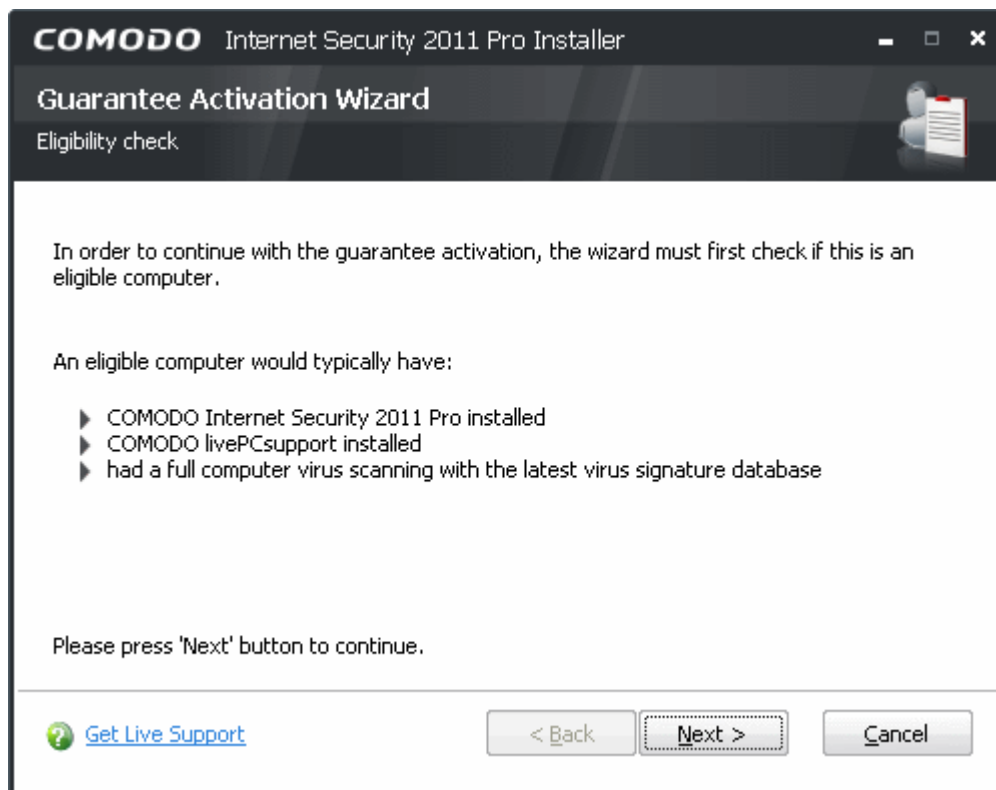 COMODO Internet Security 2011 Pro Installer
Guarantee Activation Wizard
Eligibility check
In order to continue with the guarantee activation, the wizard must first check if this is an
eligible computer.
An eligible computer would typically have:
COMODO Internet Security 2011 Pro installed
COMODO livePCsupport installed
had a full computer virus scanning with the latest virus signature database
Please press 'Next' button to continue.
Get Live Support
< Back
Next >
Cancel